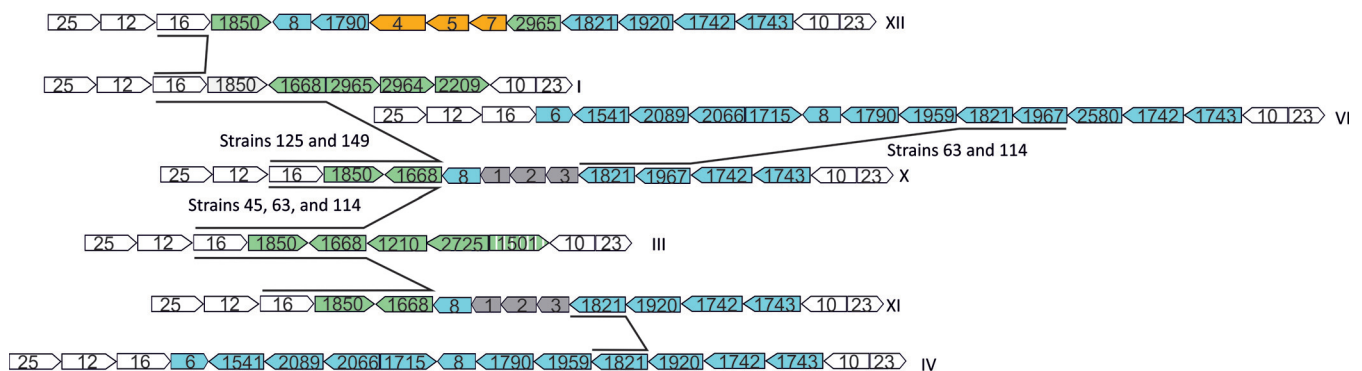 25 12 16 1850 8 1790 4 5 7 2965 1821 1920 1742 1743 10 23 XII
25 12 16 1850 1668 2965 2964 2209 10 23 I
25 12 16 6 1541 2089 2066 1715 8 1790 1959 1821 1967 2580 1742 1743 10 23 VI
Strains 125 and 149
Strains 63 and 114
25 12 16 1850 1668 8 1 2 3 1821 1967 1742 1743 10 23 X
Strains 45, 63, and 114
25 12 16 1850 1668 1210 2725 1501 10 23 III
25 12 16 1850 1668 8 1 2 3 1821 1920 1742 1743 10 23 XI
25 12 16 6 1541 2089 2066 1715 8 1790 1959 1821 1920 1742 1743 10 23 IV